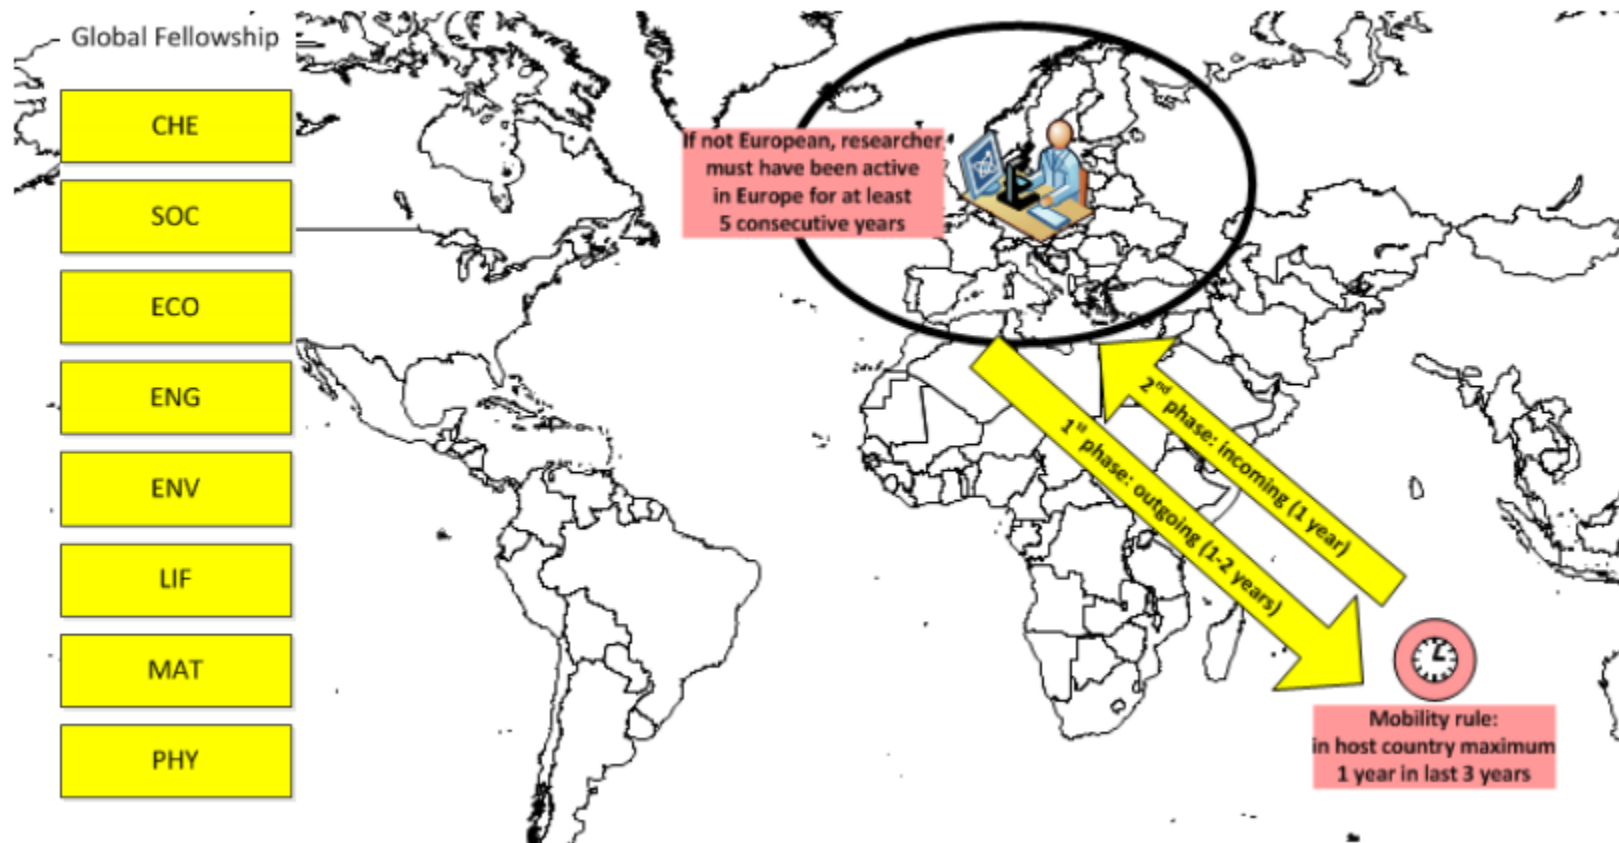 Global Fellowship
CHE
SOC
ECO
ENG
ENV
LIF
MAT
PHY
If not European, researcher
must have been active
in Europe for at least
5 consecutive years
2nd phase: incoming (1 year)
1st phase: outgoing (1-2 years)
Mobility rule:
in host country maximum
1 year in last 3 years